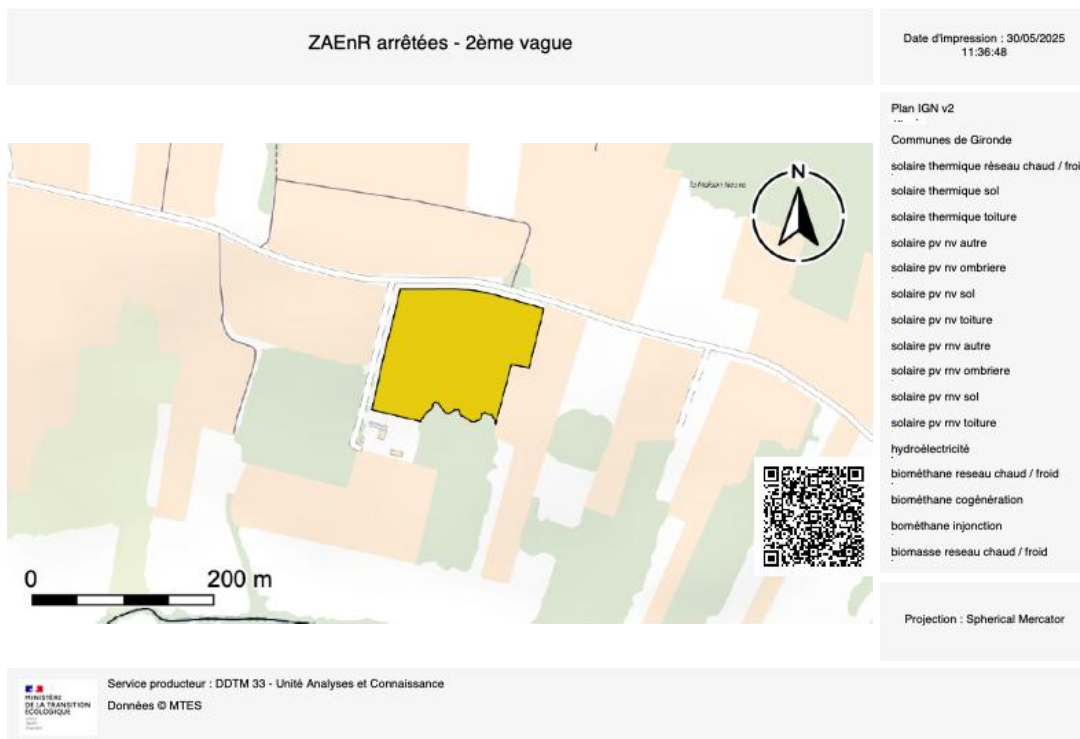 ZAEnR arrêtées - 2ème vague
Date d'impression : 30/05/2025
11:36:48
Plan IGN v2
Communes de Gironde
solaire thermique réseau chaud / froi
solaire thermique sol
solaire thermique toiture
solaire pv nv autre
solaire pv nv ombriere
solaire pv nv sol
solaire pv nv toiture
solaire pv rnv autre
solaire pv rnv ombriere
solaire pv rnv sol
solaire pv rnv toiture
hydroélectricité
biométhane reseau chaud / froid
biométhane cogénération
bométhane injonction
biomasse reseau chaud / froid
la Maison Neuve
N
0 200 m
Projection : Spherical Mercator
MINISTÈRE
DE LA TRANSITION
ÉCOLOGIQUE
Service producteur : DDTM 33 - Unité Analyses et Connaissance
Données © MTES